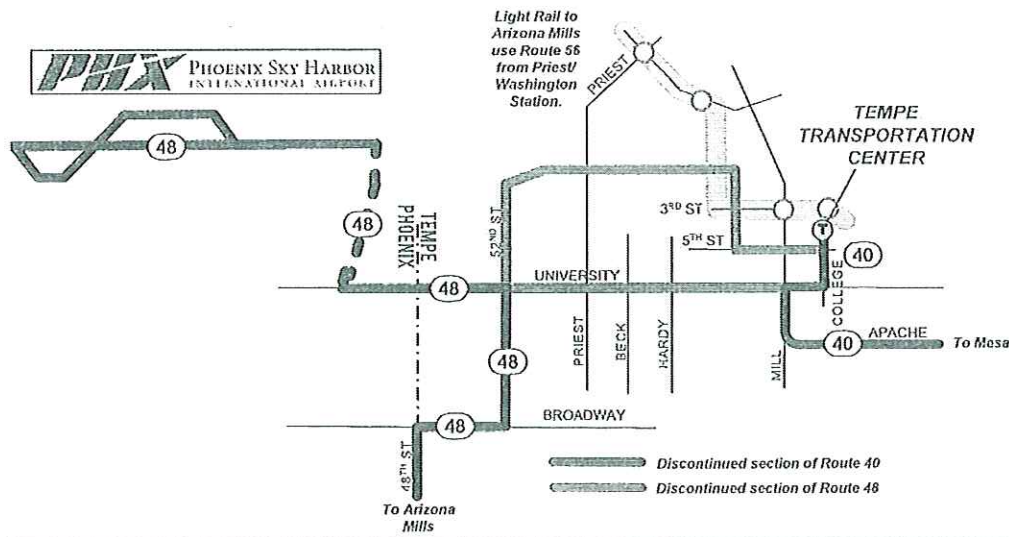 PHX PHOENIX SKY HARBOR
INTERNATIONAL AIRPORT
Light Rail to
Arizona Mills
use Route 56
from Priest/
Washington
Station.
PRIEST
TEMPE
TRANSPORTATION
CENTER
48
48
TEMPE
PHOENIX
52ND ST
3RD ST
T
5TH ST
40
UNIVERSITY
48
COLLEGE
48
PRIEST
BECK
HARDY
MILL
40
APACHE
To Mesa
48
BROADWAY
48TH ST
To Arizona
Mills
Discontinued section of Route 40
Discontinued section of Route 48